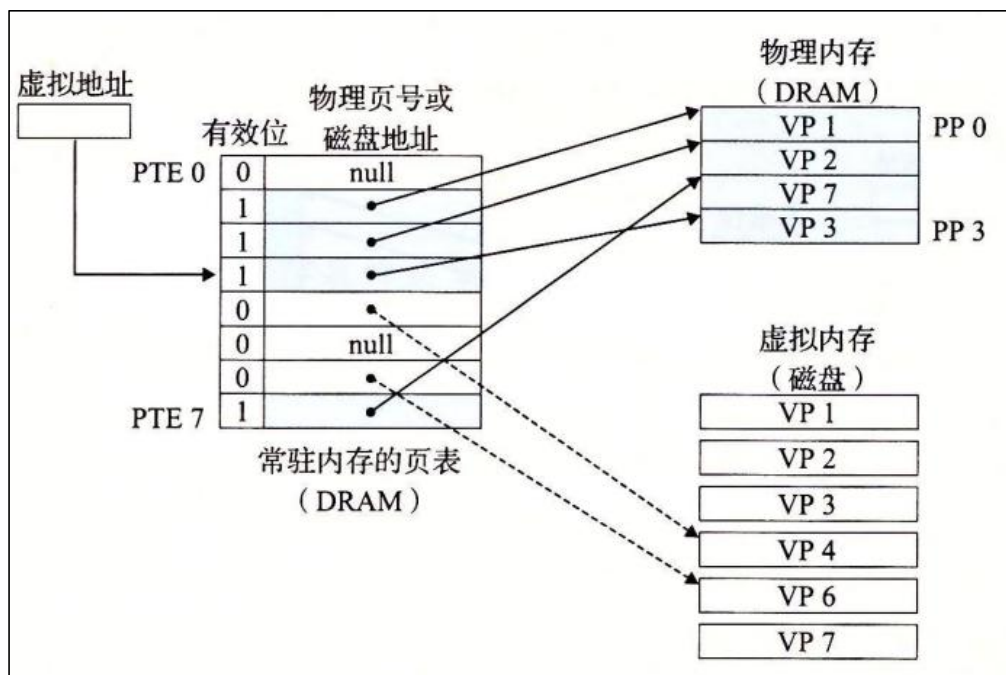 虚拟地址
有效位
物理页号或
磁盘地址
PTE 0
0 null
1
1
1
0
0 null
0
PTE 7
1
常驻内存的页表
(DRAM)
物理内存
(DRAM)
VP 1 PP 0
VP 2
VP 7
VP 3 PP 3
虚拟内存
(磁盘)
VP 1
VP 2
VP 3
VP 4
VP 6
VP 7